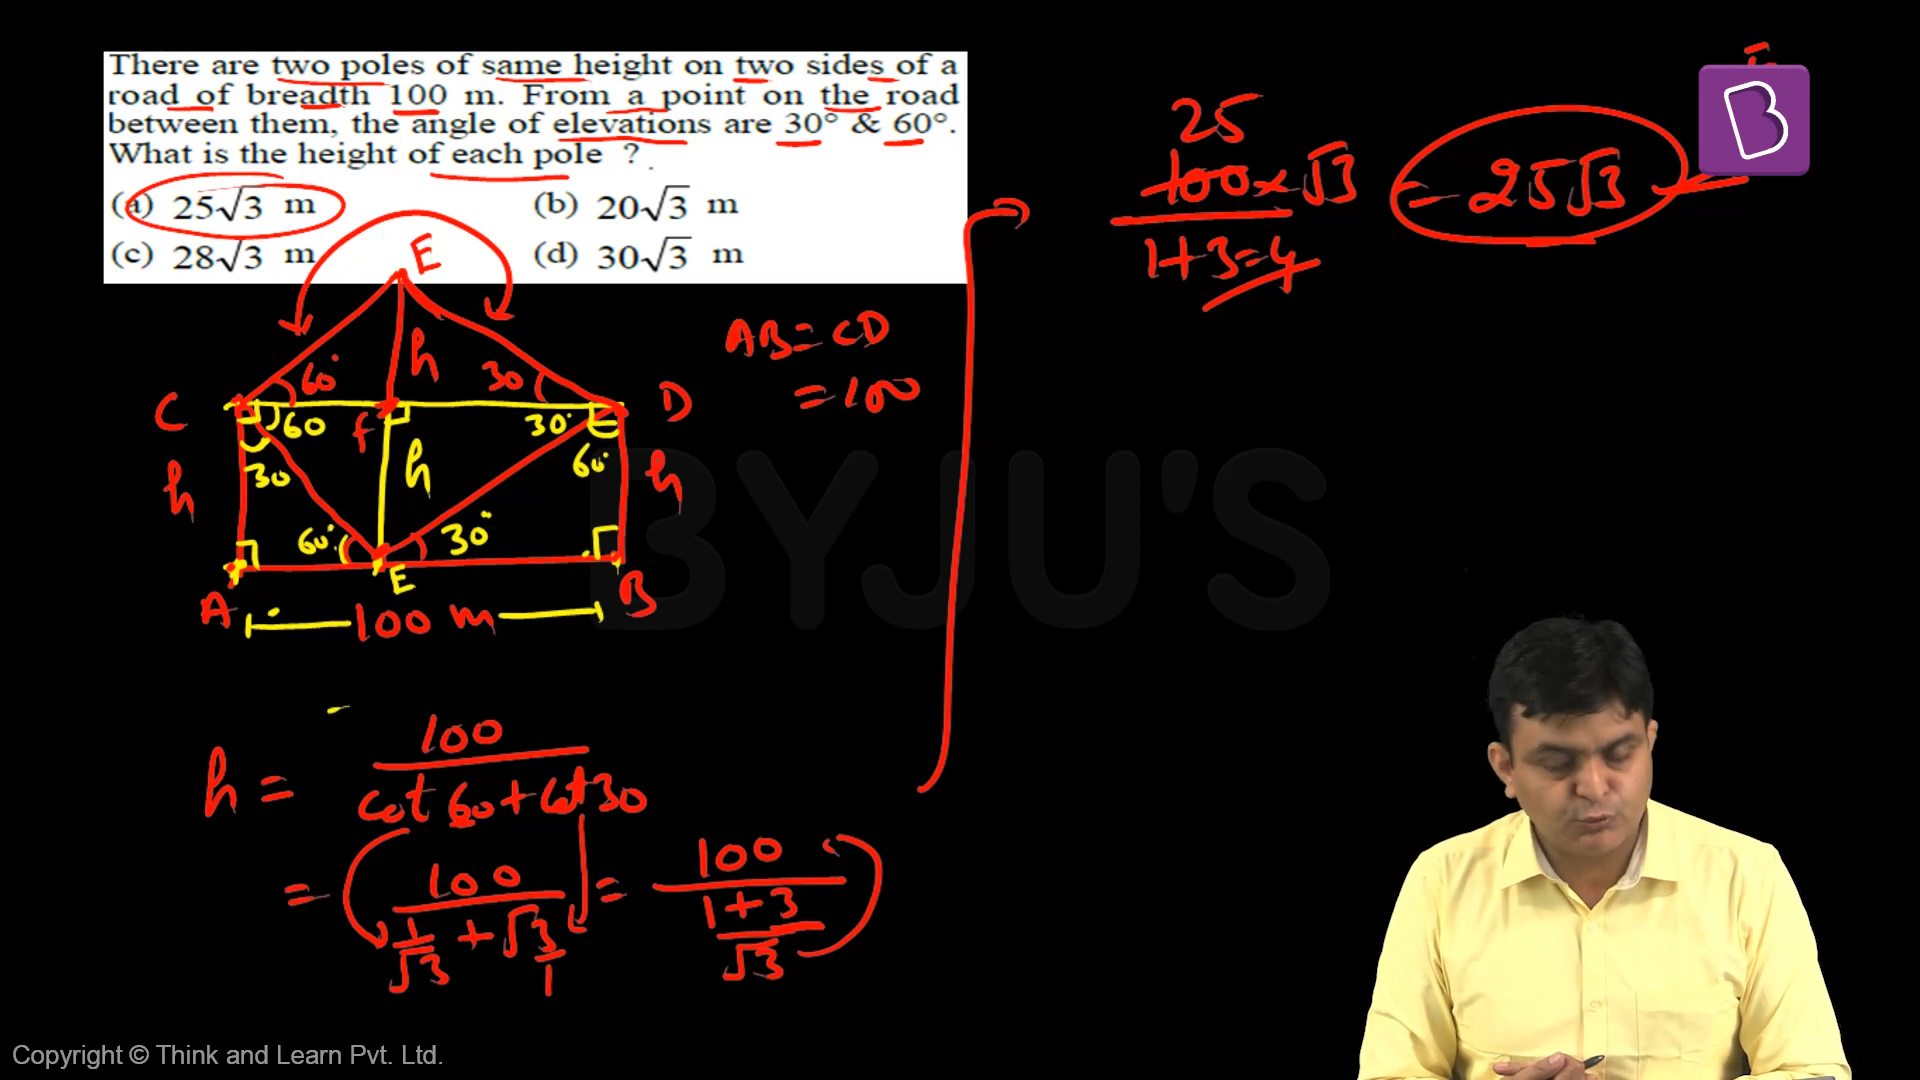 There are two poles of same height on two sides of a
road of breadth 100 m. From a point on the road
between them, the angle of elevations are 30° & 60°.
What is the height of each pole ?
(a) 25√3 m (b) 20√3 m
(c) 28√3 m (d) 30√3 m
E
60° h 30
AB = CD
= 100
C 60 f 30° D
h 30 h 60° h
60° 30°
A E B
100 m
h = 100 / cot 60 + cot 30
= 100 / 1/√3 + √3/1 = 100 / 1+3/√3
25
100 × √3 / 1+3=4 = 25√3
B
BYJU'S
Copyright © Think and Learn Pvt. Ltd.